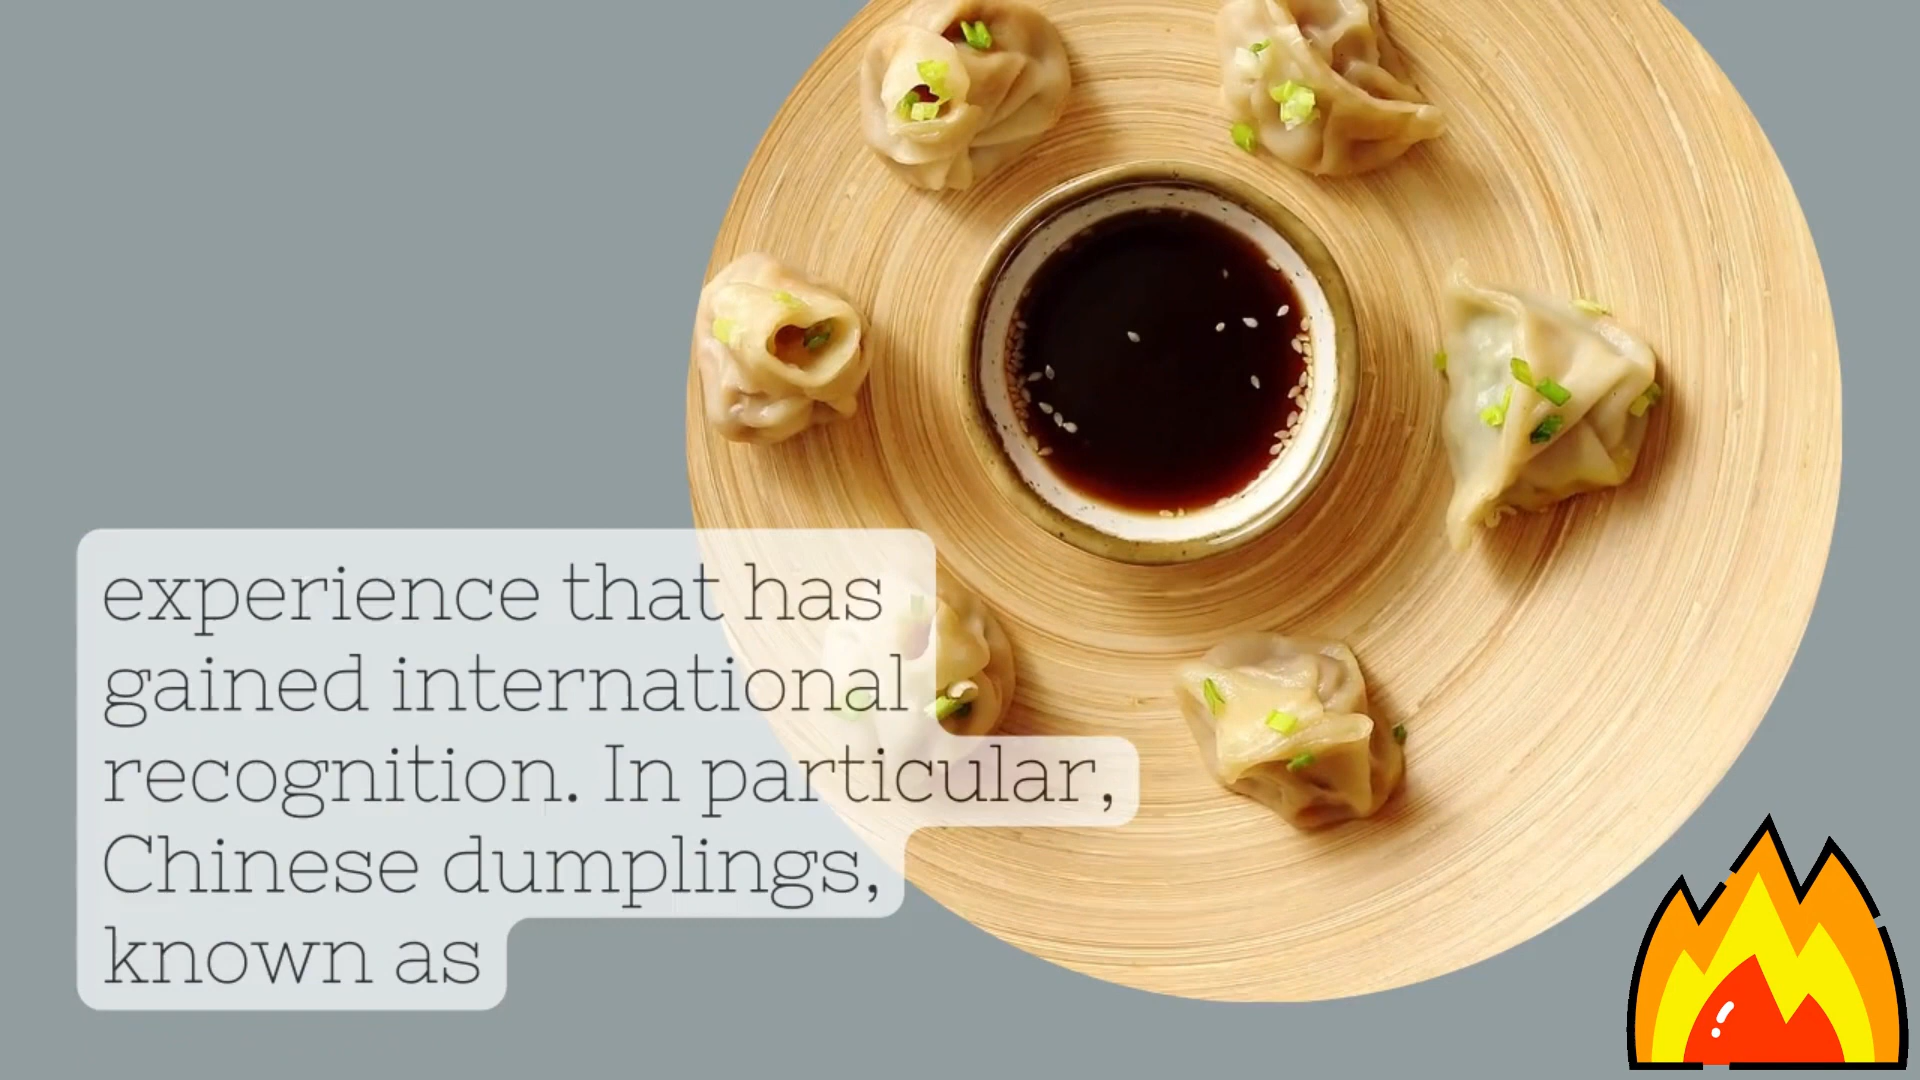 experience that has
gained international
recognition. In particular,
Chinese dumplings,
known as